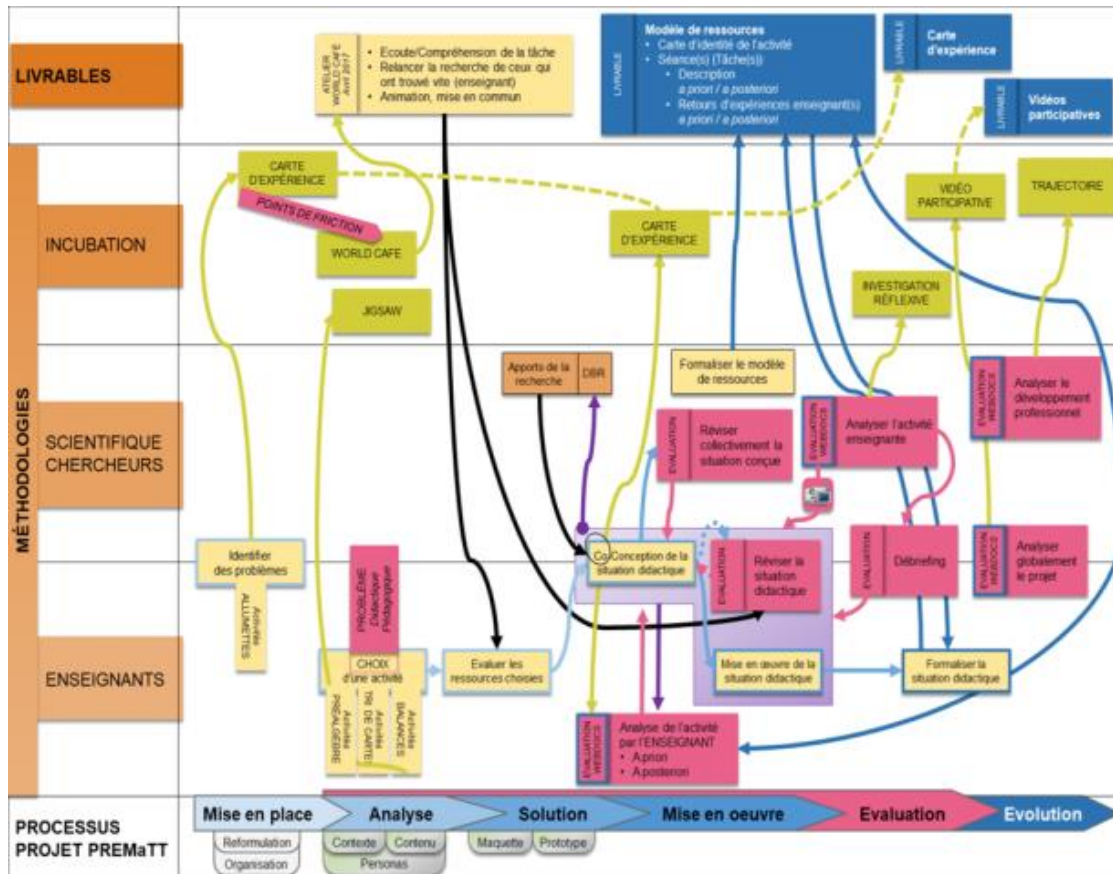 LIVRABLES
ATELIER
WORLD CAFE
Avril 2017
• Ecoute/Compréhension de la tâche
• Relancer la recherche de ceux qui
ont trouvé vite (enseignant)
• Animation, mise en commun
LIVRABLE
Modèle de ressources
• Carte d'identité de l'activité
• Séance(s) (Tâche(s))
• Description
a priori / a posteriori
• Retours d'expériences enseignant(s)
a priori / a posteriori
LIVRABLE
Carte
d'expérience
LIVRABLE
Vidéos
participatives
MÉTHODOLOGIES
INCUBATION
CARTE
D'EXPÉRIENCE
POINTS DE FRICTION
WORLD CAFE
JIGSAW
CARTE
D'EXPÉRIENCE
VIDÉO
PARTICIPATIVE
TRAJECTOIRE
INVESTIGATION
RÉFLEXIVE
SCIENTIFIQUE
CHERCHEURS
Apports de la
recherche
DBR
Formaliser le modèle
de ressources
EVALUATION
Réviser
collectivement la
situation conçue
EVALUATION
WEBDOCS
Analyser l'activité
enseignante
EVALUATION
WEBDOCS
Analyser le
développement
professionnel
Identifier
des problèmes
Activités
ALLUMETTES
PROBLÈME
Didactique
Pédagogique
Co-Conception de la
situation didactique
EVALUATION
Réviser la
situation
didactique
EVALUATION
Débriefing
EVALUATION
WEBDOCS
Analyser
globalement
le projet
ENSEIGNANTS
CHOIX
d'une activité
Activités
PREALGEBRE
Activités
TRI DE CARTE
Activités
BALANCES
Evaluer les
ressources choisies
Mise en œuvre de la
situation didactique
Formaliser la
situation didactique
EVALUATION
WEBDOCS
Analyse de l'activité
par l'ENSEIGNANT
• A priori
• A posteriori
PROCESSUS
PROJET PREMaTT
Mise en place
Analyse
Solution
Mise en oeuvre
Evaluation
Evolution
Reformulation
Organisation
Contexte
Contenu
Personas
Maquette
Prototype